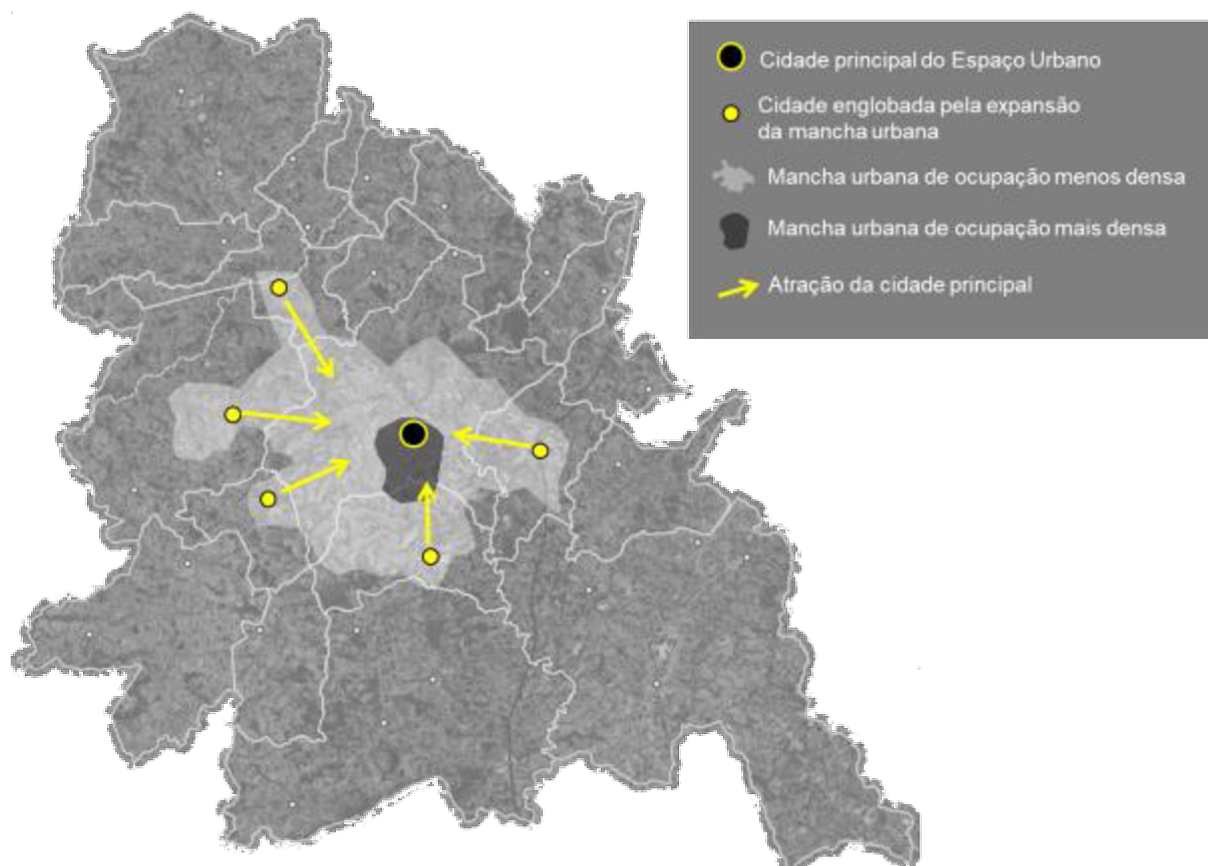 Cidade principal do Espaço Urbano
Cidade englobada pela expansão
da mancha urbana
Mancha urbana de ocupação menos densa
Mancha urbana de ocupação mais densa
Atração da cidade principal